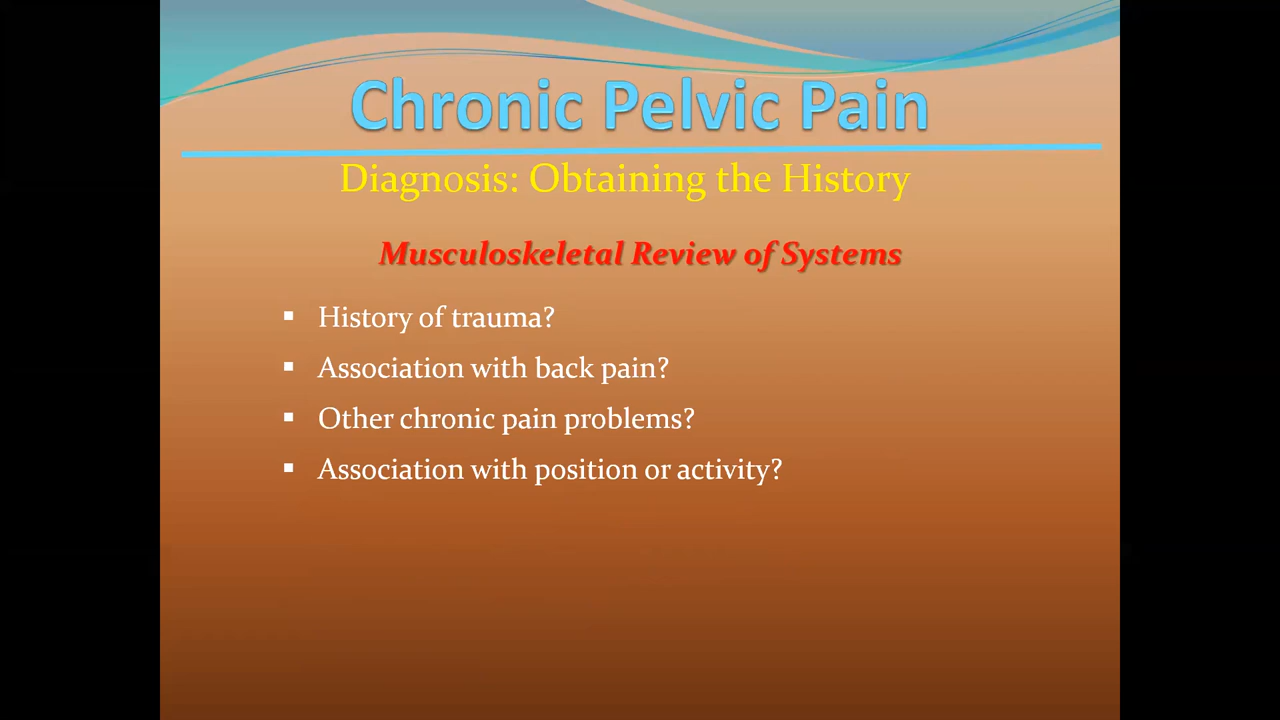 Chronic Pelvic Pain
Diagnosis: Obtaining the History
Musculoskeletal Review of Systems
▪ History of trauma?
▪ Association with back pain?
▪ Other chronic pain problems?
▪ Association with position or activity?